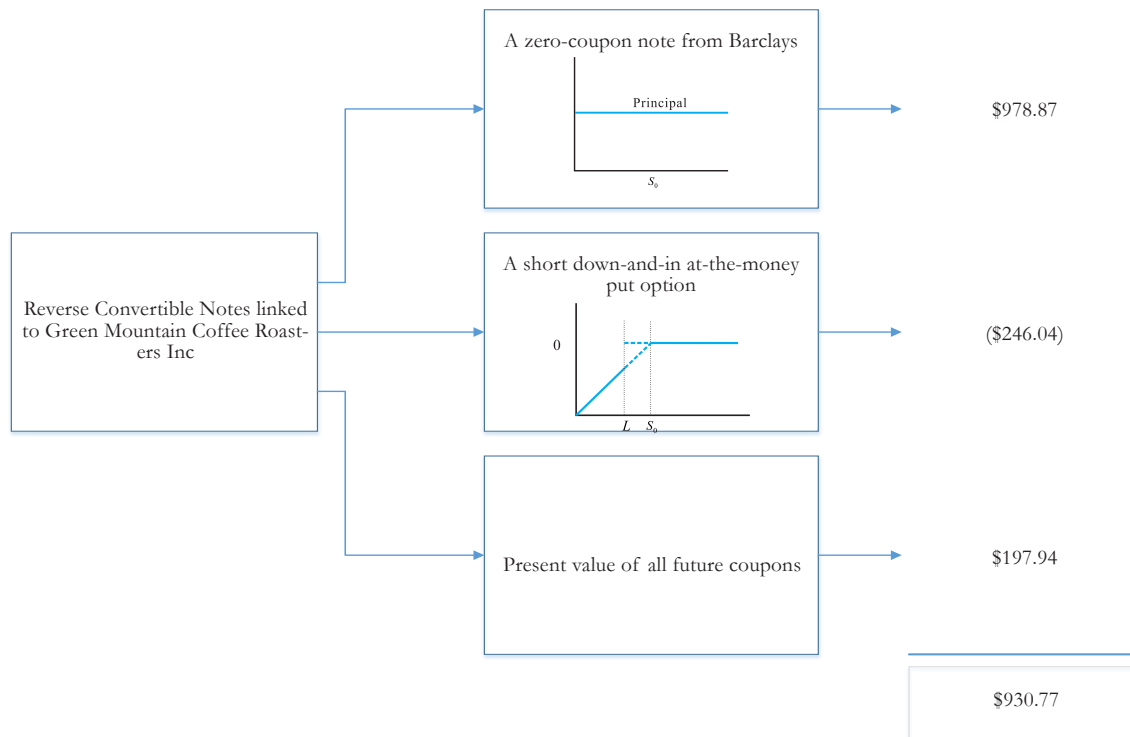 A zero-coupon note from Barclays
Principal
S₀
$978.87
Reverse Convertible Notes linked
to Green Mountain Coffee Roast-
ers Inc
A short down-and-in at-the-money
put option
0
L S₀
($246.04)
Present value of all future coupons
$197.94
$930.77